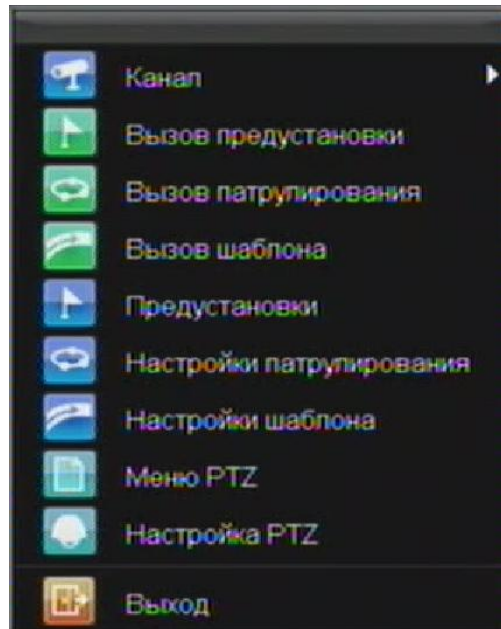 Канал
Вызов предустановки
Вызов патрулирования
Вызов шаблона
Предустановки
Настройки патрулирования
Настройки шаблона
Меню PTZ
Настройка PTZ
Выход